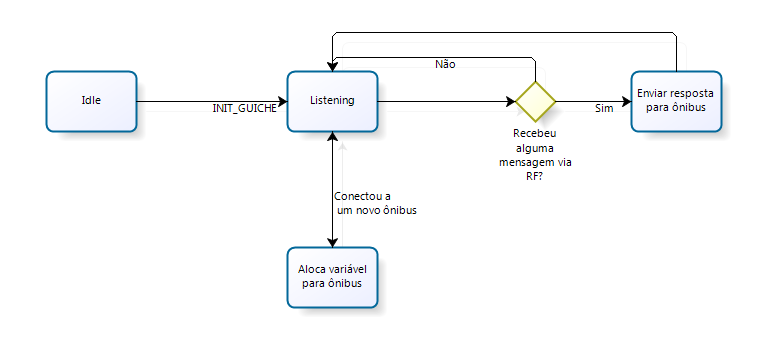 Não
Idle
INIT_GUICHE
Listening
Sim
Enviar resposta
para ônibus
Recebeu
alguma
mensagem via
RF?
Conectou a
um novo ônibus
Aloca variável
para ônibus